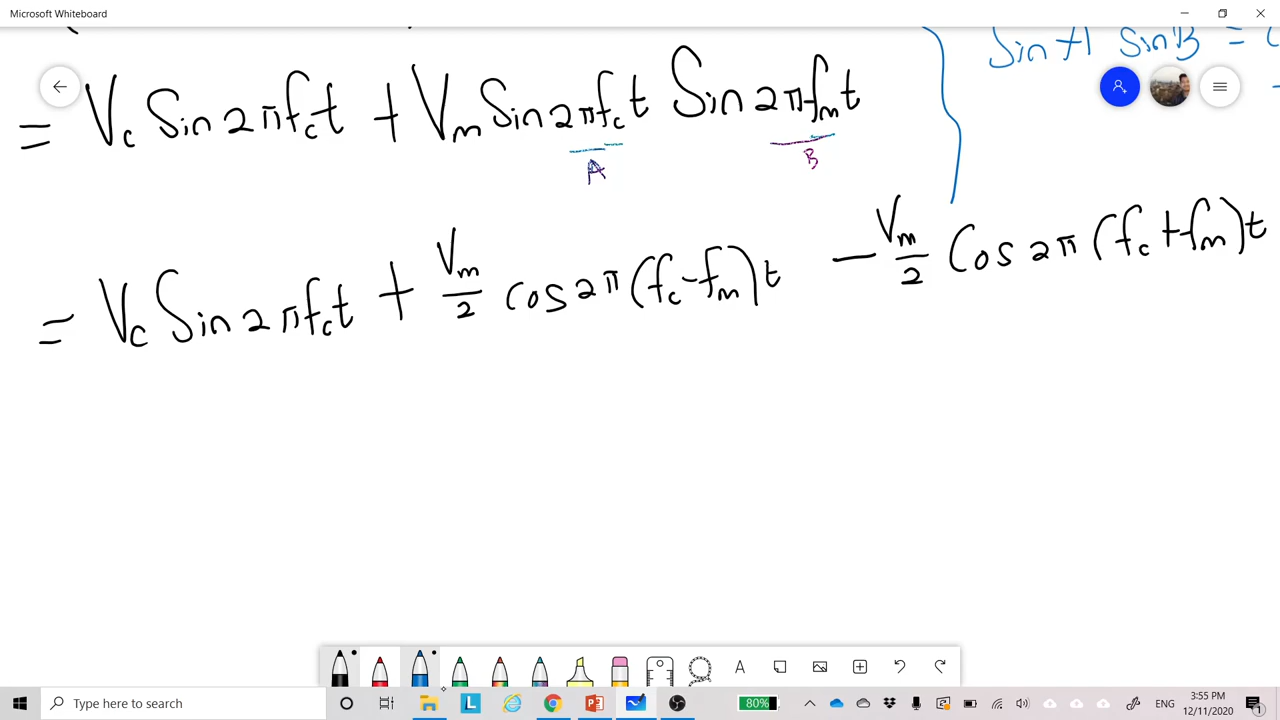 Microsoft Whiteboard
Sin A Sin B =
= Vc Sin 2πfct + Vm Sin 2πfct Sin 2πfmt
A B
= Vc Sin 2πfct + Vm/2 Cos 2π(fc-fm)t - Vm/2 Cos 2π(fc+fm)t
A
Type here to search
L
80%
ENG
3:55 PM
12/11/2020
1